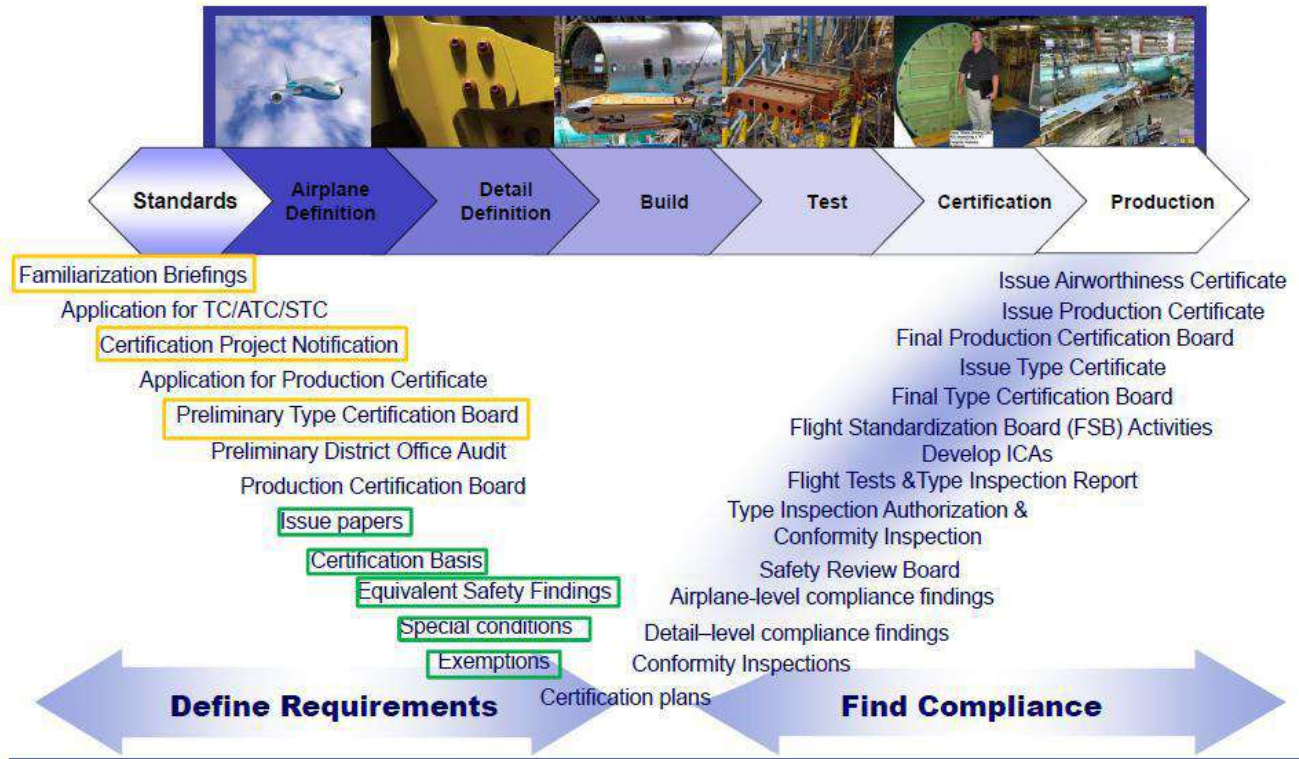 Standards
Airplane
Definition
Detail
Definition
Build
Test
Certification
Production
Familiarization Briefings
Application for TC/ATC/STC
Certification Project Notification
Application for Production Certificate
Preliminary Type Certification Board
Preliminary District Office Audit
Production Certification Board
Issue papers
Certification Basis
Equivalent Safety Findings
Special conditions
Exemptions
Certification plans
Issue Airworthiness Certificate
Issue Production Certificate
Final Production Certification Board
Issue Type Certificate
Final Type Certification Board
Flight Standardization Board (FSB) Activities
Develop ICAs
Flight Tests &Type Inspection Report
Type Inspection Authorization &
Conformity Inspection
Safety Review Board
Airplane-level compliance findings
Detail–level compliance findings
Conformity Inspections
Define Requirements
Find Compliance